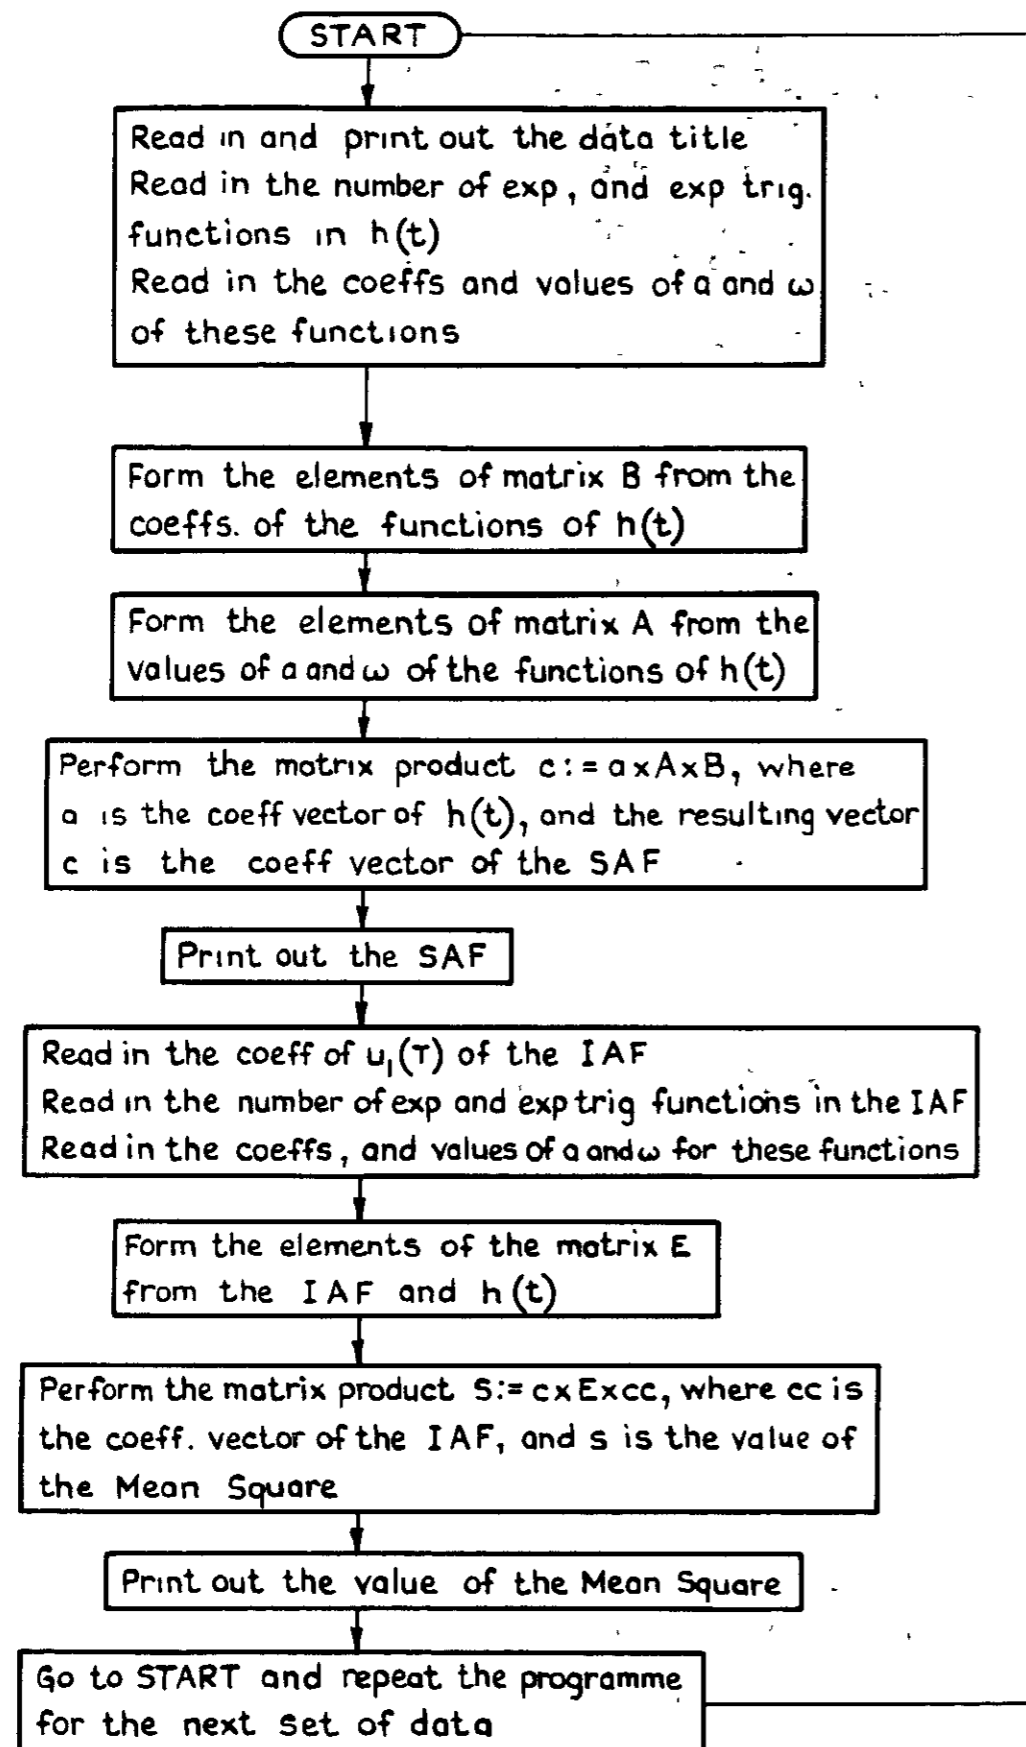 START
Read in and print out the data title
Read in the number of exp, and exp trig.
functions in h(t)
Read in the coeffs and values of a and ω
of these functions
Form the elements of matrix B from the
coeffs. of the functions of h(t)
Form the elements of matrix A from the
values of a and ω of the functions of h(t)
Perform the matrix product c:= a×A×B, where
a is the coeff vector of h(t), and the resulting vector
c is the coeff vector of the SAF
Print out the SAF
Read in the coeff of u₁(τ) of the IAF
Read in the number of exp and exp trig functions in the IAF
Read in the coeffs, and values of a and ω for these functions
Form the elements of the matrix E
from the IAF and h(t)
Perform the matrix product S:= c×E×cc, where cc is
the coeff. vector of the IAF, and s is the value of
the Mean Square
Print out the value of the Mean Square
Go to START and repeat the programme
for the next set of data